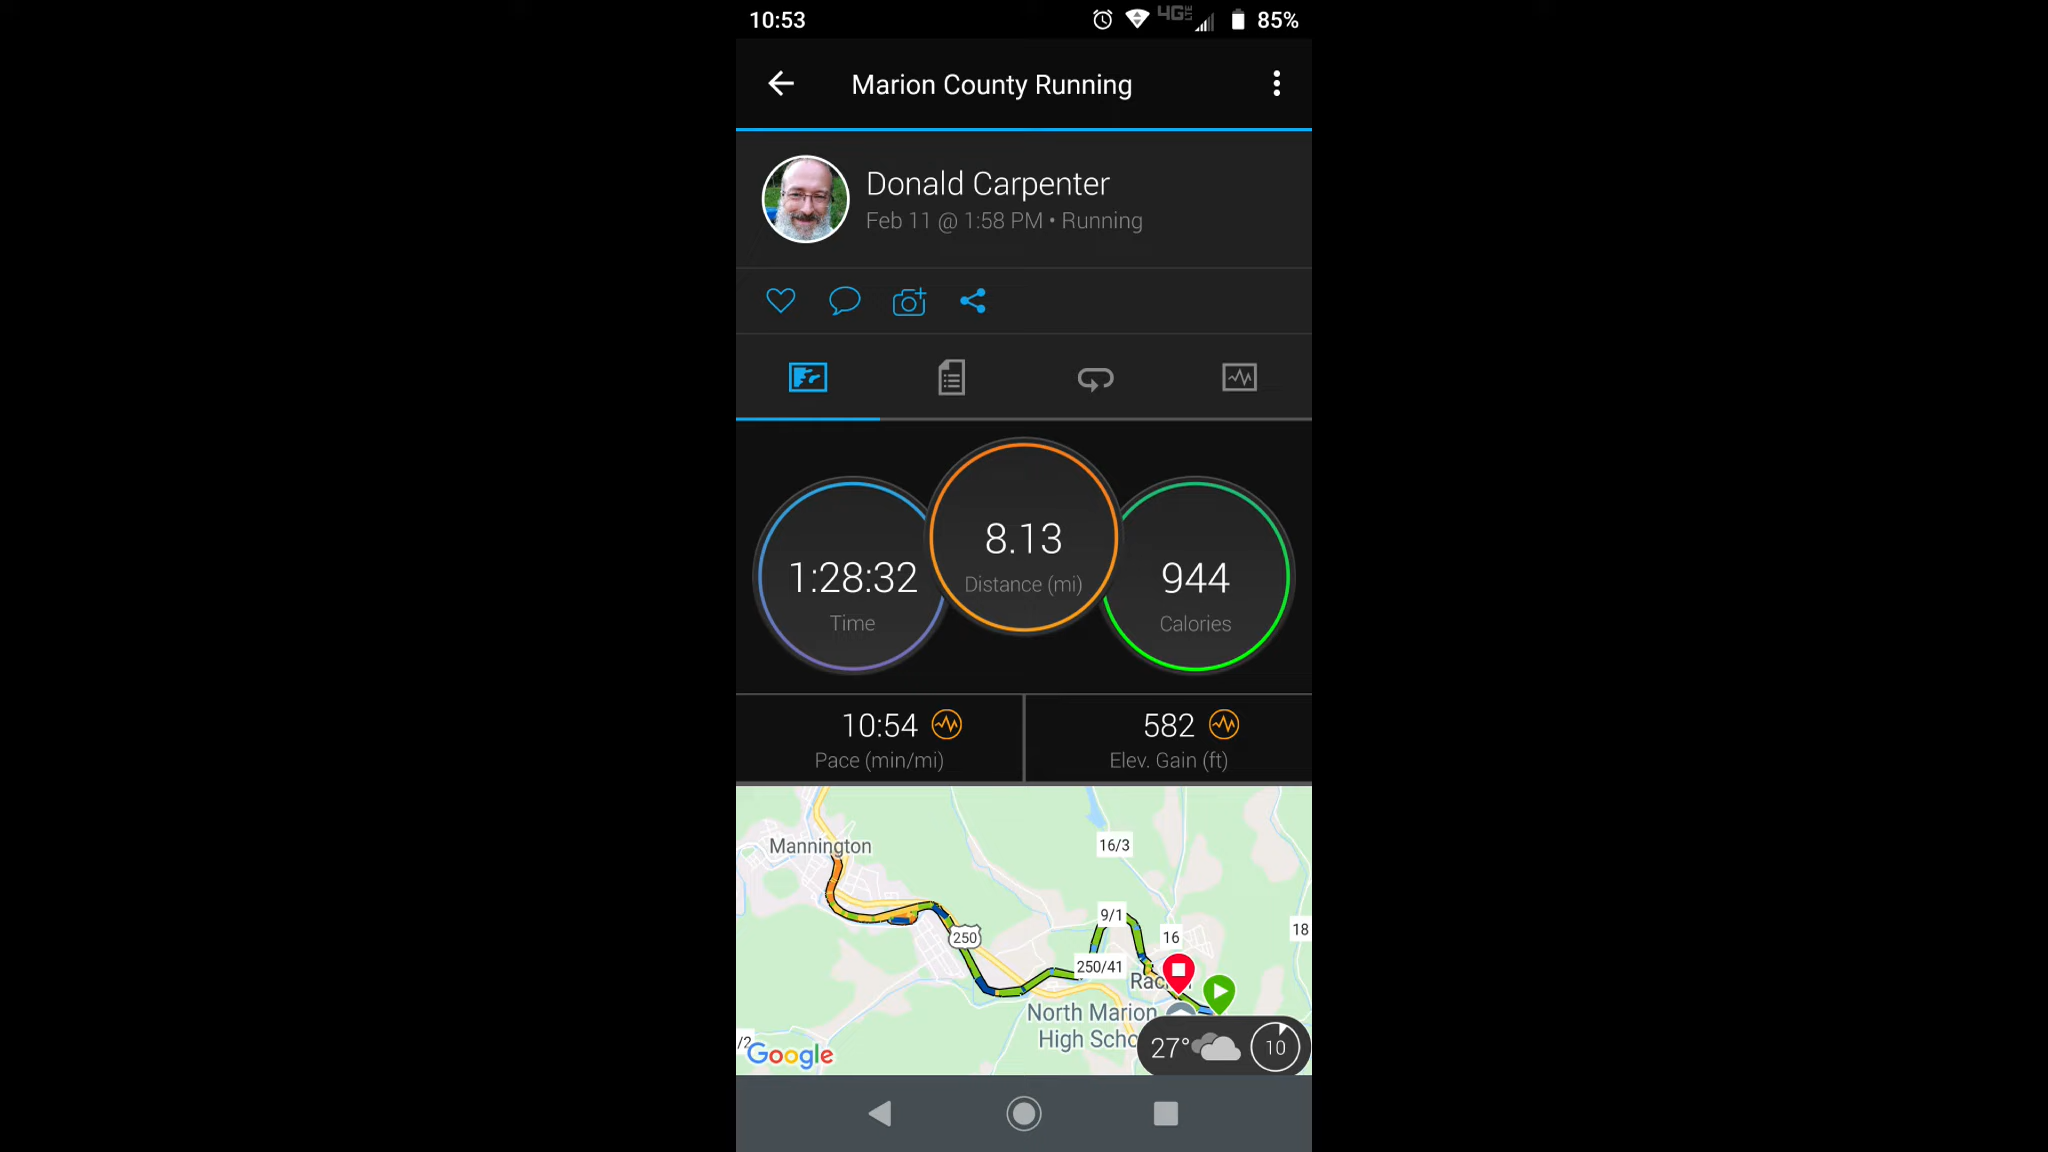 10:53
4G LTE
85%
Marion County Running
Donald Carpenter
Feb 11 @ 1:58 PM • Running
8.13
Distance (mi)
1:28:32
Time
944
Calories
10:54
Pace (min/mi)
582
Elev. Gain (ft)
Mannington
16/3
9/1
16
18
250
250/41
North Marion
High Scho
/2
Google
27°
10